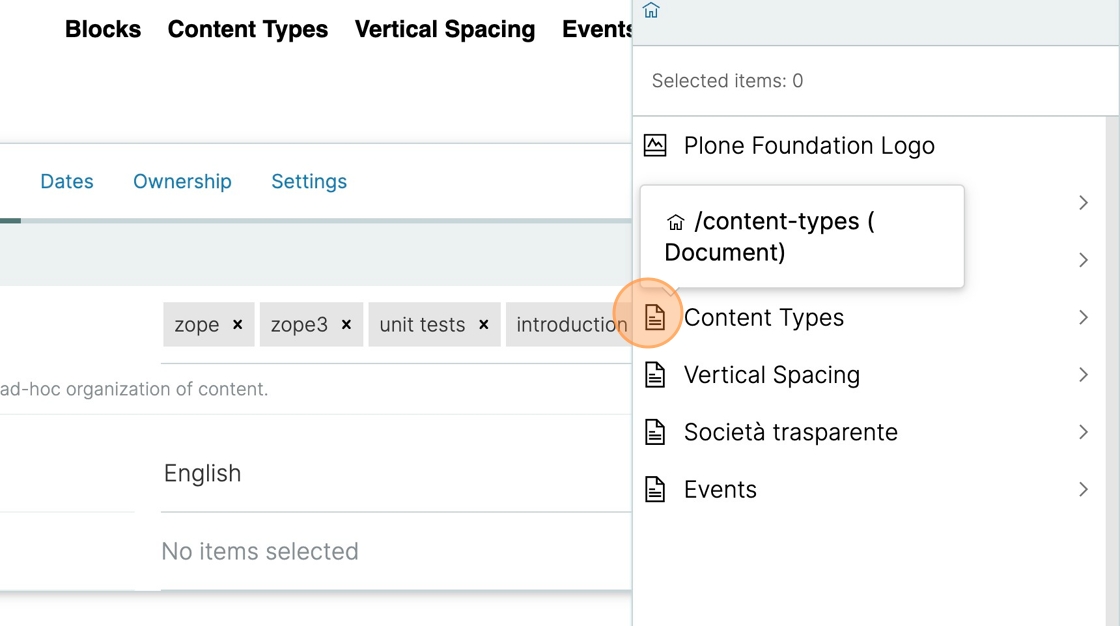 Blocks Content Types Vertical Spacing Events
Selected items: 0
Plone Foundation Logo
Dates Ownership Settings
/content-types (
Document)
zope × zope3 × unit tests × introduction
Content Types
Vertical Spacing
ad-hoc organization of content.
Società trasparente
English
Events
No items selected